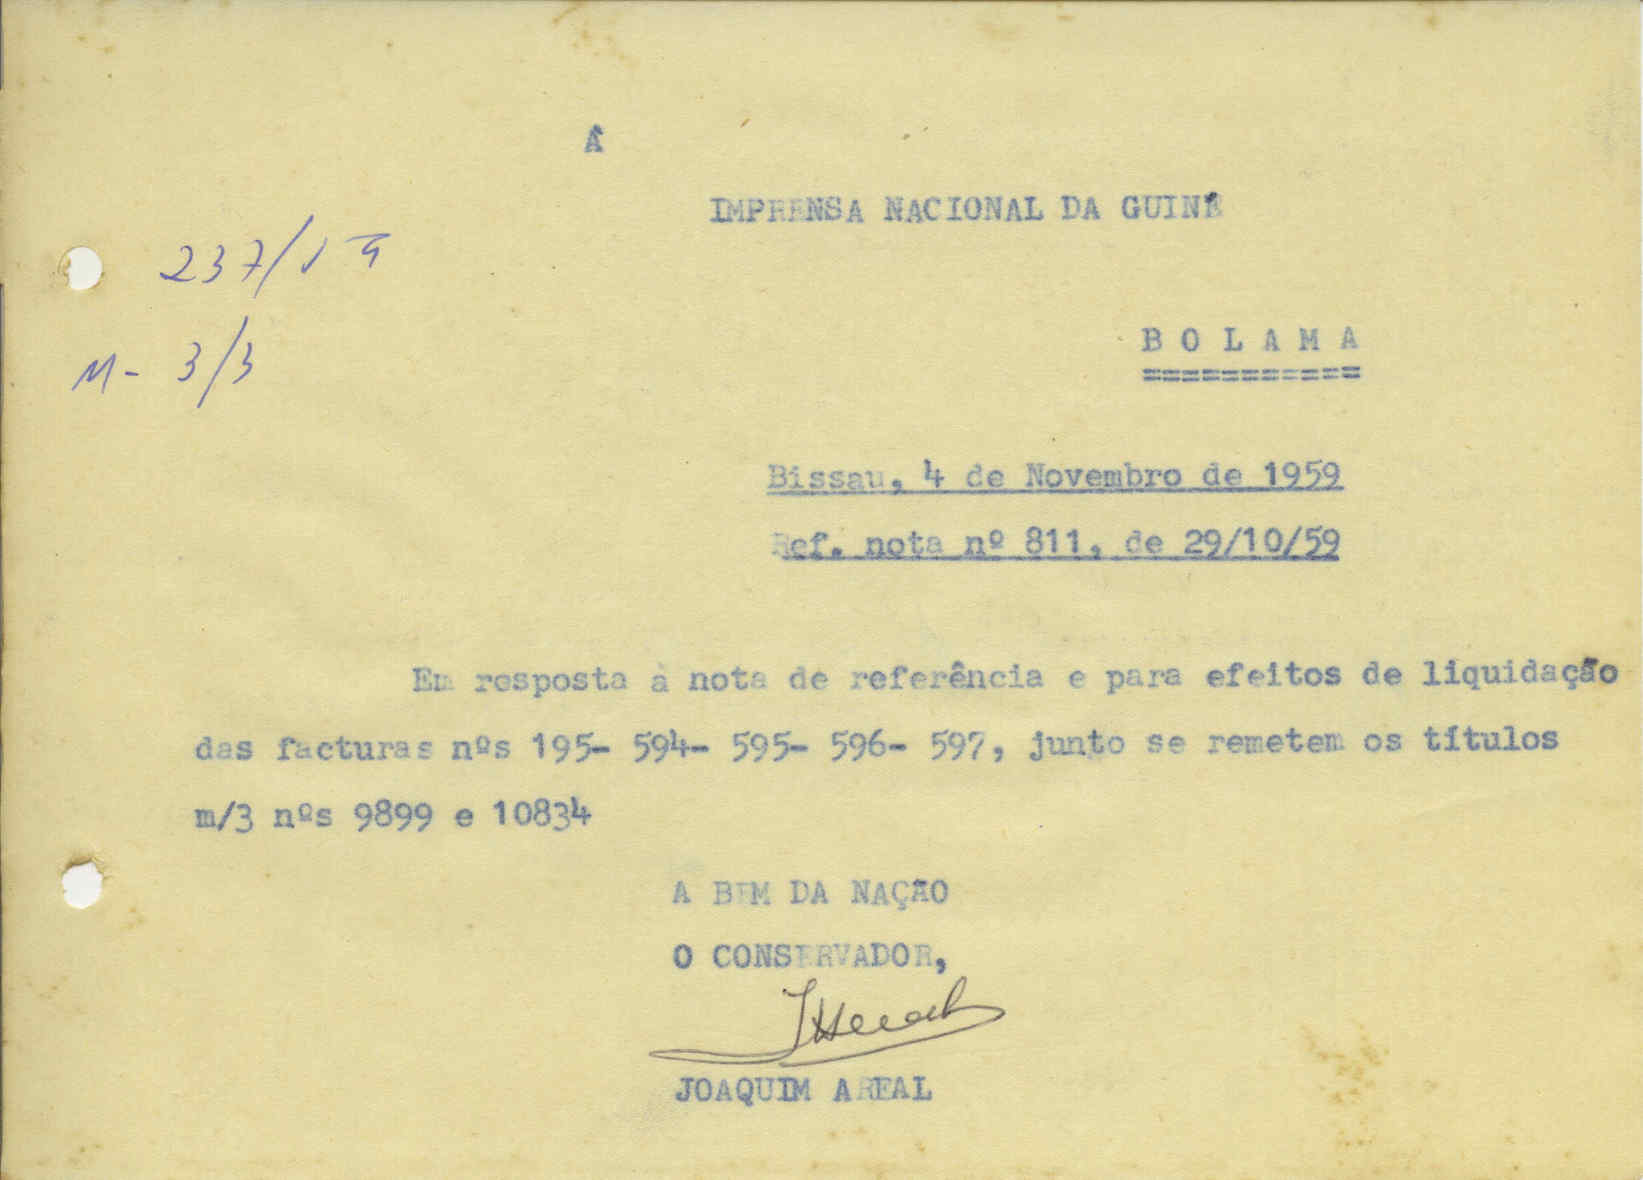 À
IMPRENSA NACIONAL DA GUINÉ
237/
M- 3/3
B O L A M A
===========
Bissau, 4 de Novembro de 1959
Ref. nota nº 811, de 29/10/59
Em resposta à nota de referência e para efeitos de liquidação
das facturas nºs 195- 594- 595- 596- 597, junto se remetem os títulos
m/3 nºs 9899 e 10834
A BEM DA NAÇÃO
O CONSERVADOR,
JOAQUIM AREAL